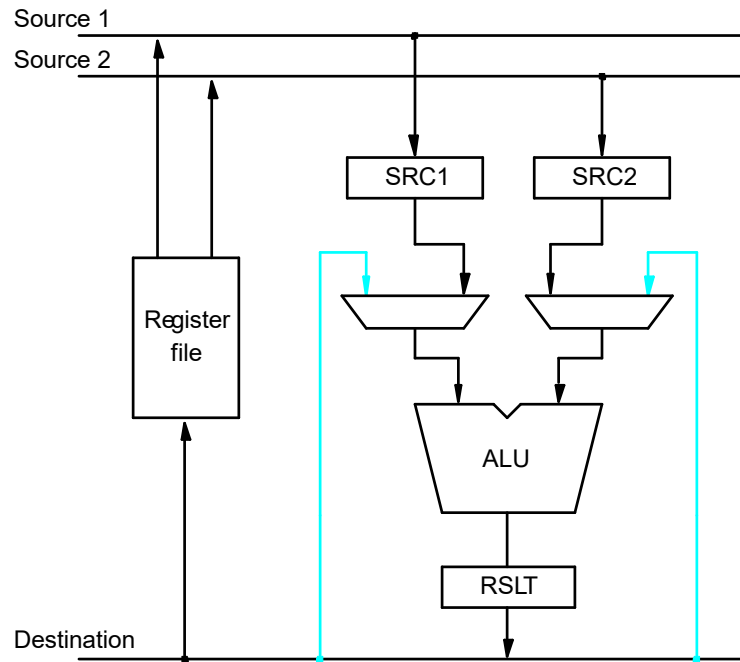 Source 1
Source 2
SRC1
SRC2
Register
file
ALU
RSLT
Destination